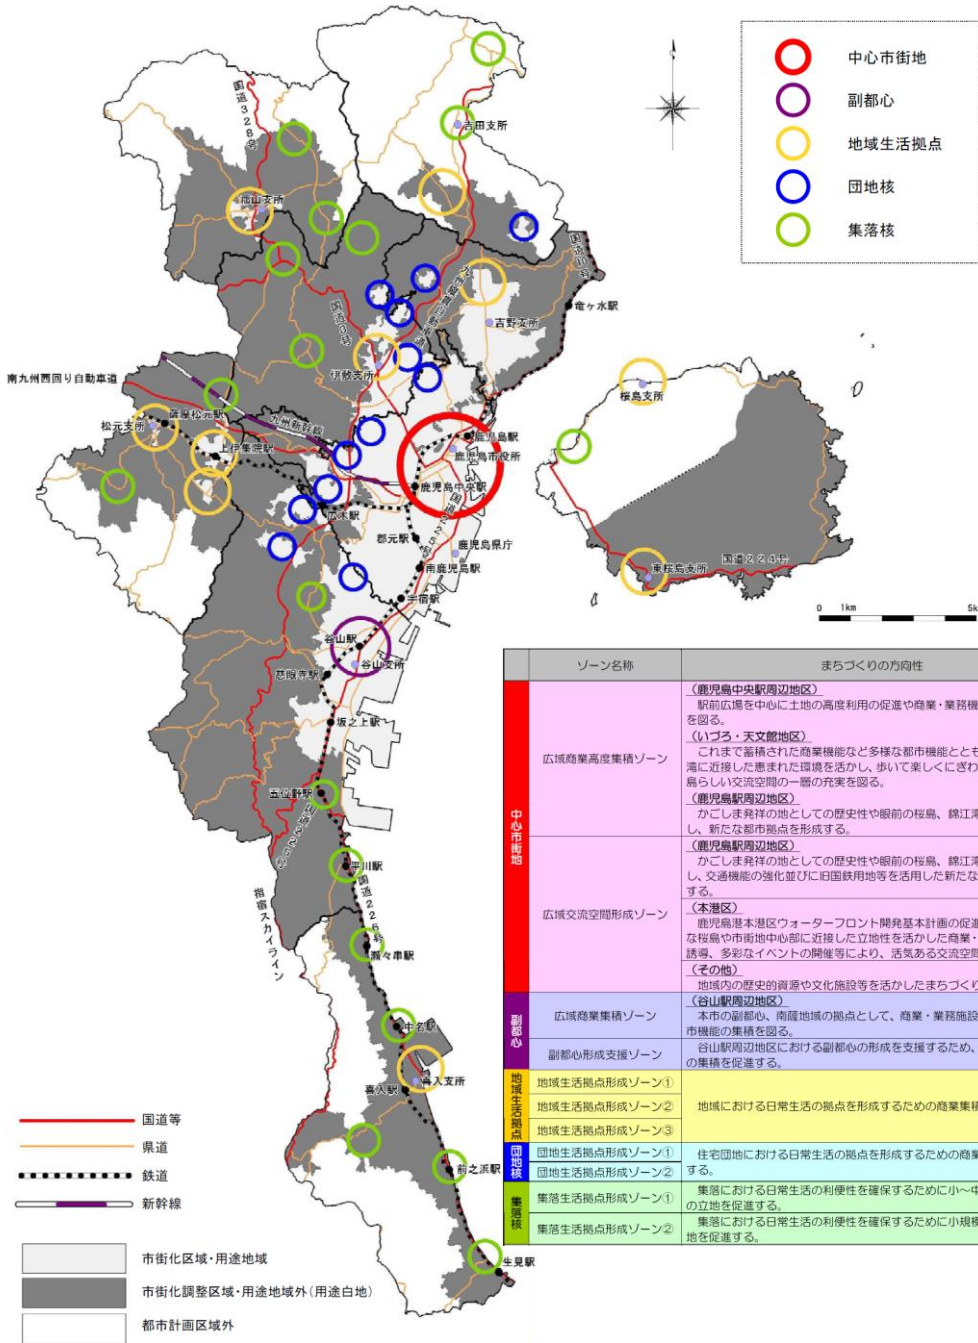 中心市街地
副都心
地域生活拠点
団地核
集落核
国道328号
吉田支所
郡山支所
国道10号
竜ヶ水駅
九州縦貫自動車道
国道3号
吉野支所
伊敷支所
南九州西回り自動車道
九州新幹線
薩摩松元駅
松元支所
上伊集院駅
鹿児島駅
鹿児島市役所
鹿児島中央駅
国道225号
広木駅
郡元駅
鹿児島県庁
南鹿児島駅
宇宿駅
谷山駅
谷山支所
慈眼寺駅
坂之上駅
五位野駅
国道225号
平川駅
国道226号
指宿スカイライン
瀬々串駅
中名駅
喜入支所
喜入駅
前之浜駅
生見駅
桜島支所
東桜島支所
国道224号
0 1km 5k
国道等
県道
鉄道
新幹線
市街化区域・用途地域
市街化調整区域・用途地域外(用途白地)
都市計画区域外
ゾーン名称 まちづくりの方向性
中心市街地
広域商業高度集積ゾーン
(鹿児島中央駅周辺地区)
駅前広場を中心に土地の高度利用の促進や商業・業務機
を図る。
(いづろ・天文館地区)
これまで蓄積された商業機能など多様な都市機能ととも
湾に近接した恵まれた環境を活かし、歩いて楽しくにぎわ
島らしい交流空間の一層の充実を図る。
(鹿児島駅周辺地区)
かごしま発祥の地としての歴史性や眼前の桜島、錦江湾
し、新たな都市拠点を形成する。
広域交流空間形成ゾーン
(鹿児島駅周辺地区)
かごしま発祥の地としての歴史性や眼前の桜島、錦江湾
し、交通機能の強化並びに旧国鉄用地等を活用した新たな
する。
(本港区)
鹿児島港本港区ウォーターフロント開発基本計画の促進
な桜島や市街地中心部に近接した立地性を活かした商業・
誘導、多彩なイベントの開催等により、活気ある交流空間
(その他)
地域内の歴史的資源や文化施設等を活かしたまちづくり
副都心
広域商業集積ゾーン
(谷山駅周辺地区)
本市の副都心、南薩地域の拠点として、商業・業務施設
市機能の集積を図る。
副都心形成支援ゾーン
谷山駅周辺地区における副都心の形成を支援するため、
の集積を促進する。
地域生活拠点
地域生活拠点形成ゾーン①
地域生活拠点形成ゾーン②
地域生活拠点形成ゾーン③
地域における日常生活の拠点を形成するための商業集積
団地核
団地生活拠点形成ゾーン①
団地生活拠点形成ゾーン②
住宅団地における日常生活の拠点を形成するための商業
する。
集落核
集落生活拠点形成ゾーン①
集落における日常生活の利便性を確保するために小~中
の立地を促進する。
集落生活拠点形成ゾーン②
集落における日常生活の利便性を確保するために小規模
地を促進する。